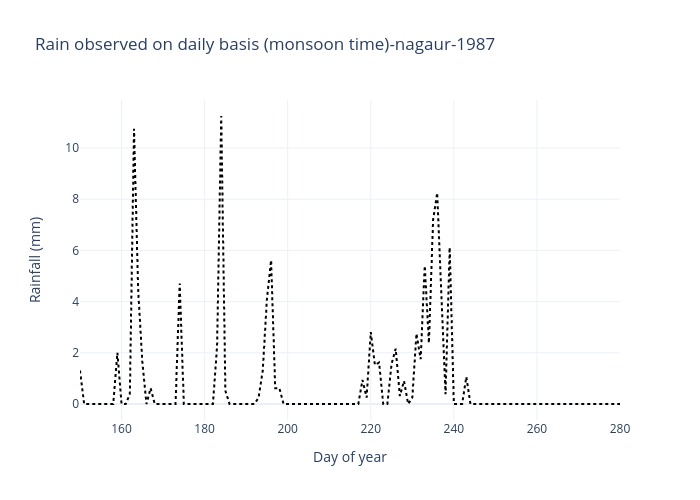 Rain observed on daily basis (monsoon time)-nagaur-1987
10
8
6
4
2
0
Rainfall (mm)
160 180 200 220 240 260 280
Day of year